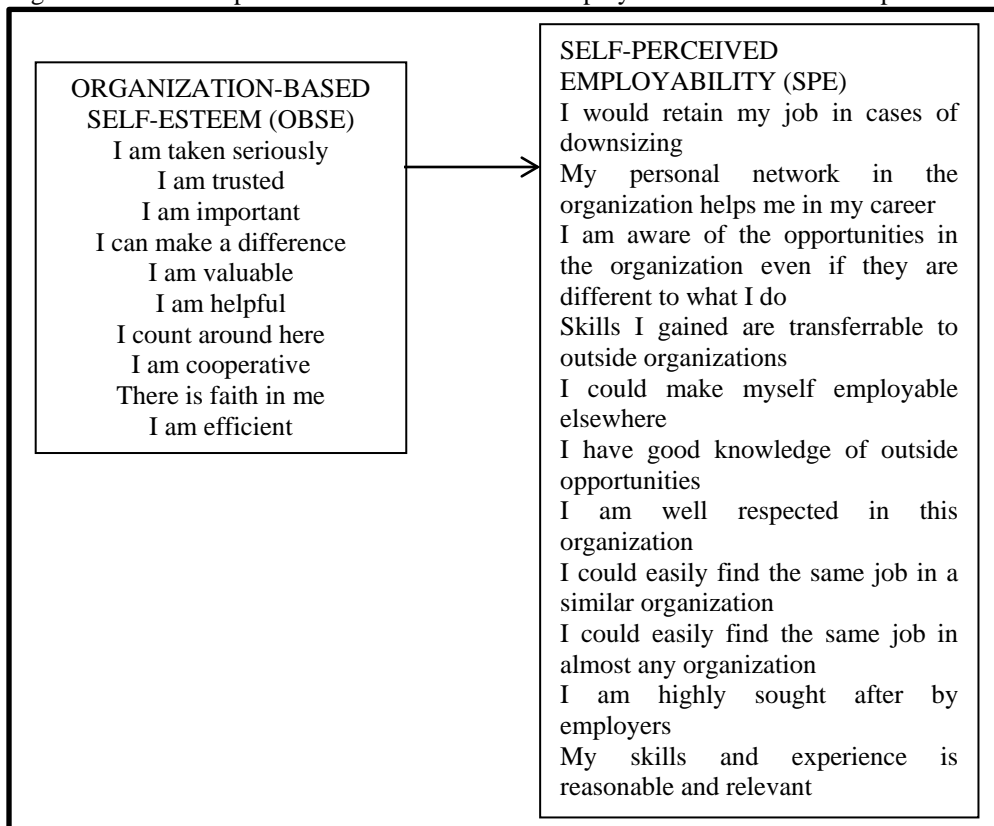 ORGANIZATION-BASED
SELF-ESTEEM (OBSE)
I am taken seriously
I am trusted
I am important
I can make a difference
I am valuable
I am helpful
I count around here
I am cooperative
There is faith in me
I am efficient
SELF-PERCEIVED
EMPLOYABILITY (SPE)
I would retain my job in cases of
downsizing
My personal network in the
organization helps me in my career
I am aware of the opportunities in
the organization even if they are
different to what I do
Skills I gained are transferrable to
outside organizations
I could make myself employable
elsewhere
I have good knowledge of outside
opportunities
I am well respected in this
organization
I could easily find the same job in a
similar organization
I could easily find the same job in
almost any organization
I am highly sought after by
employers
My skills and experience is
reasonable and relevant